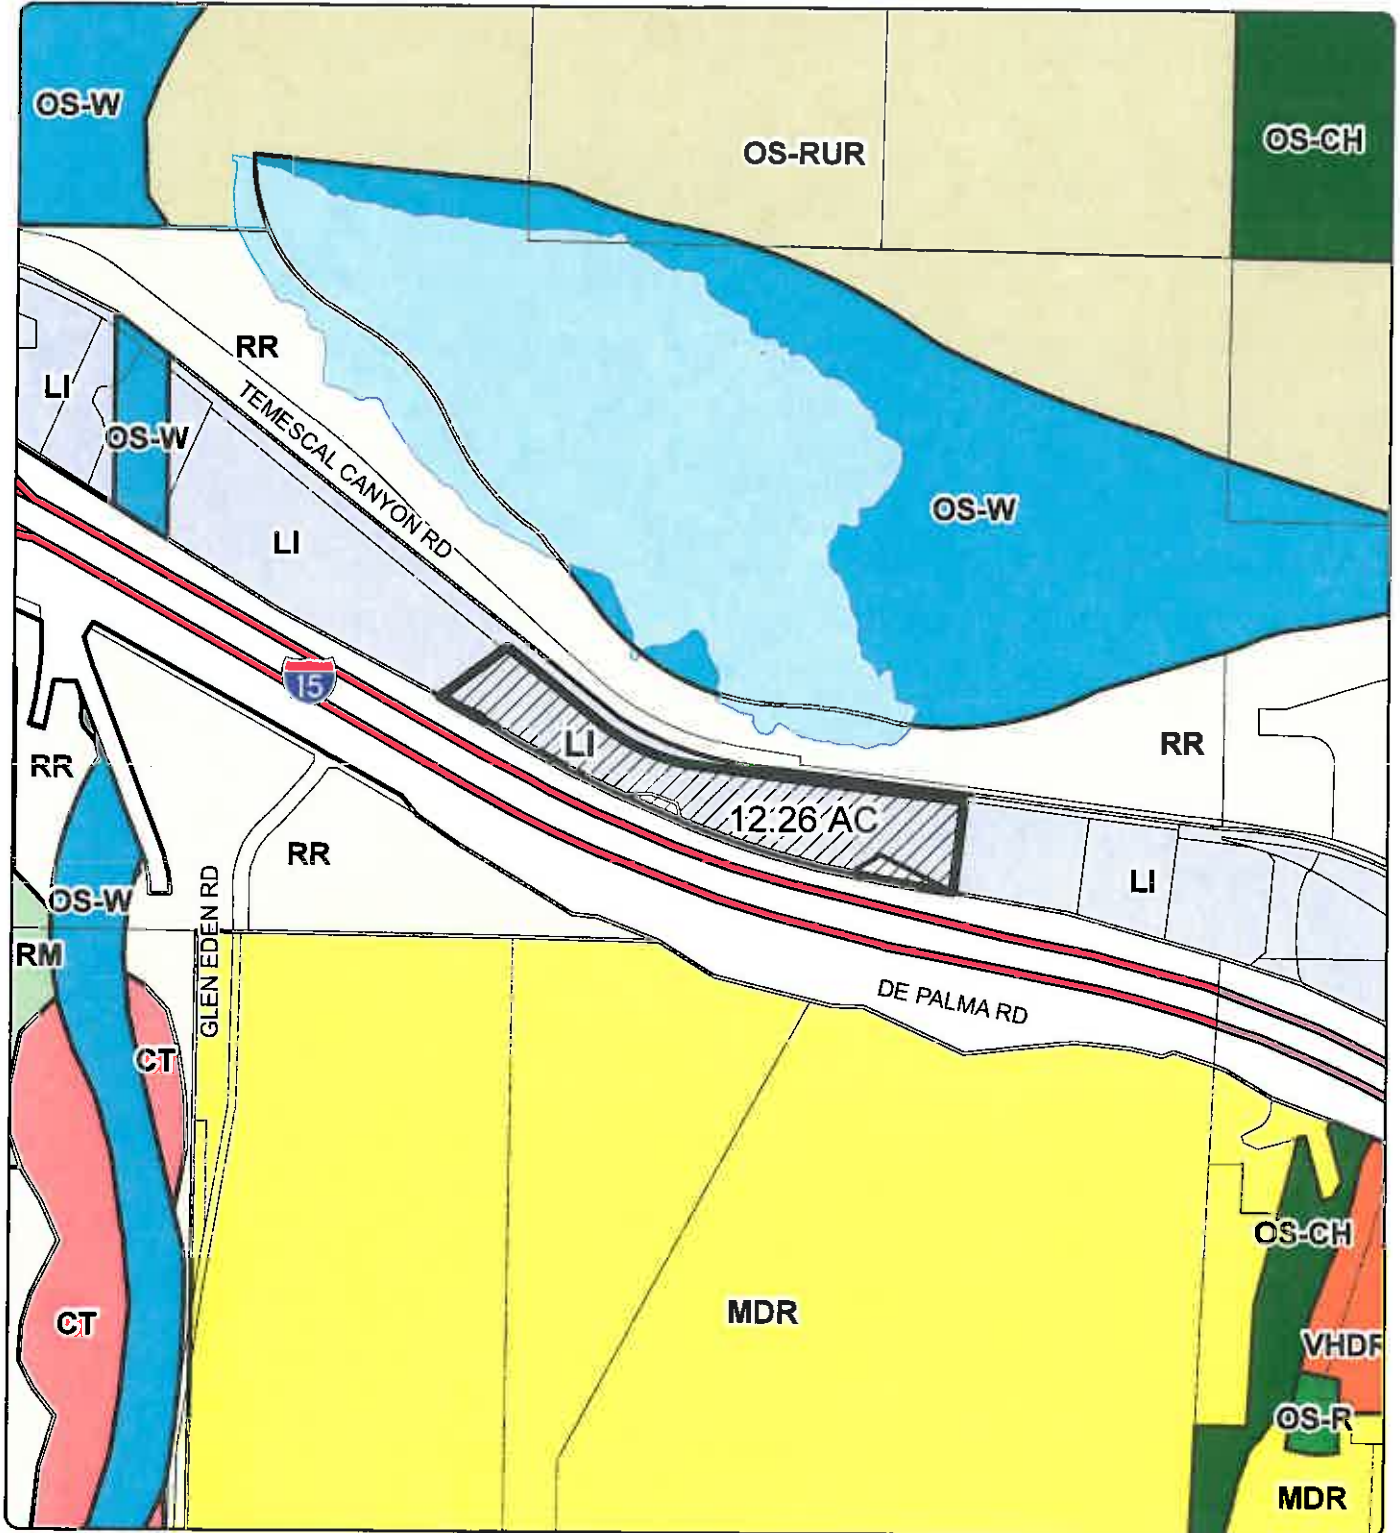 OS-W
OS-CH
OS-RUR
RR
LI
TEMESCAL CANYON RD
OS-W
OS-W
LI
15
LI
RR
RR
12.26 AC
RR
LI
OS-W
GLEN EDEN RD
RM
DE PALMA RD
CT
OS-CH
MDR
CT
VHDR
OS-R
MDR